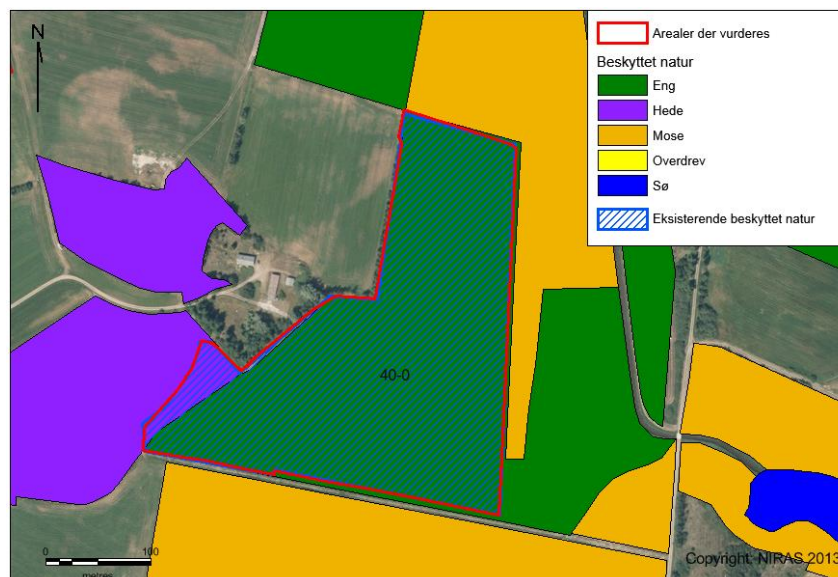 N
Arealer der vurderes
Beskyttet natur
Eng
Hede
Mose
Overdrev
Sø
Eksisterende beskyttet natur
40-0
0 100
metres
Copyright: NIRAS 2013